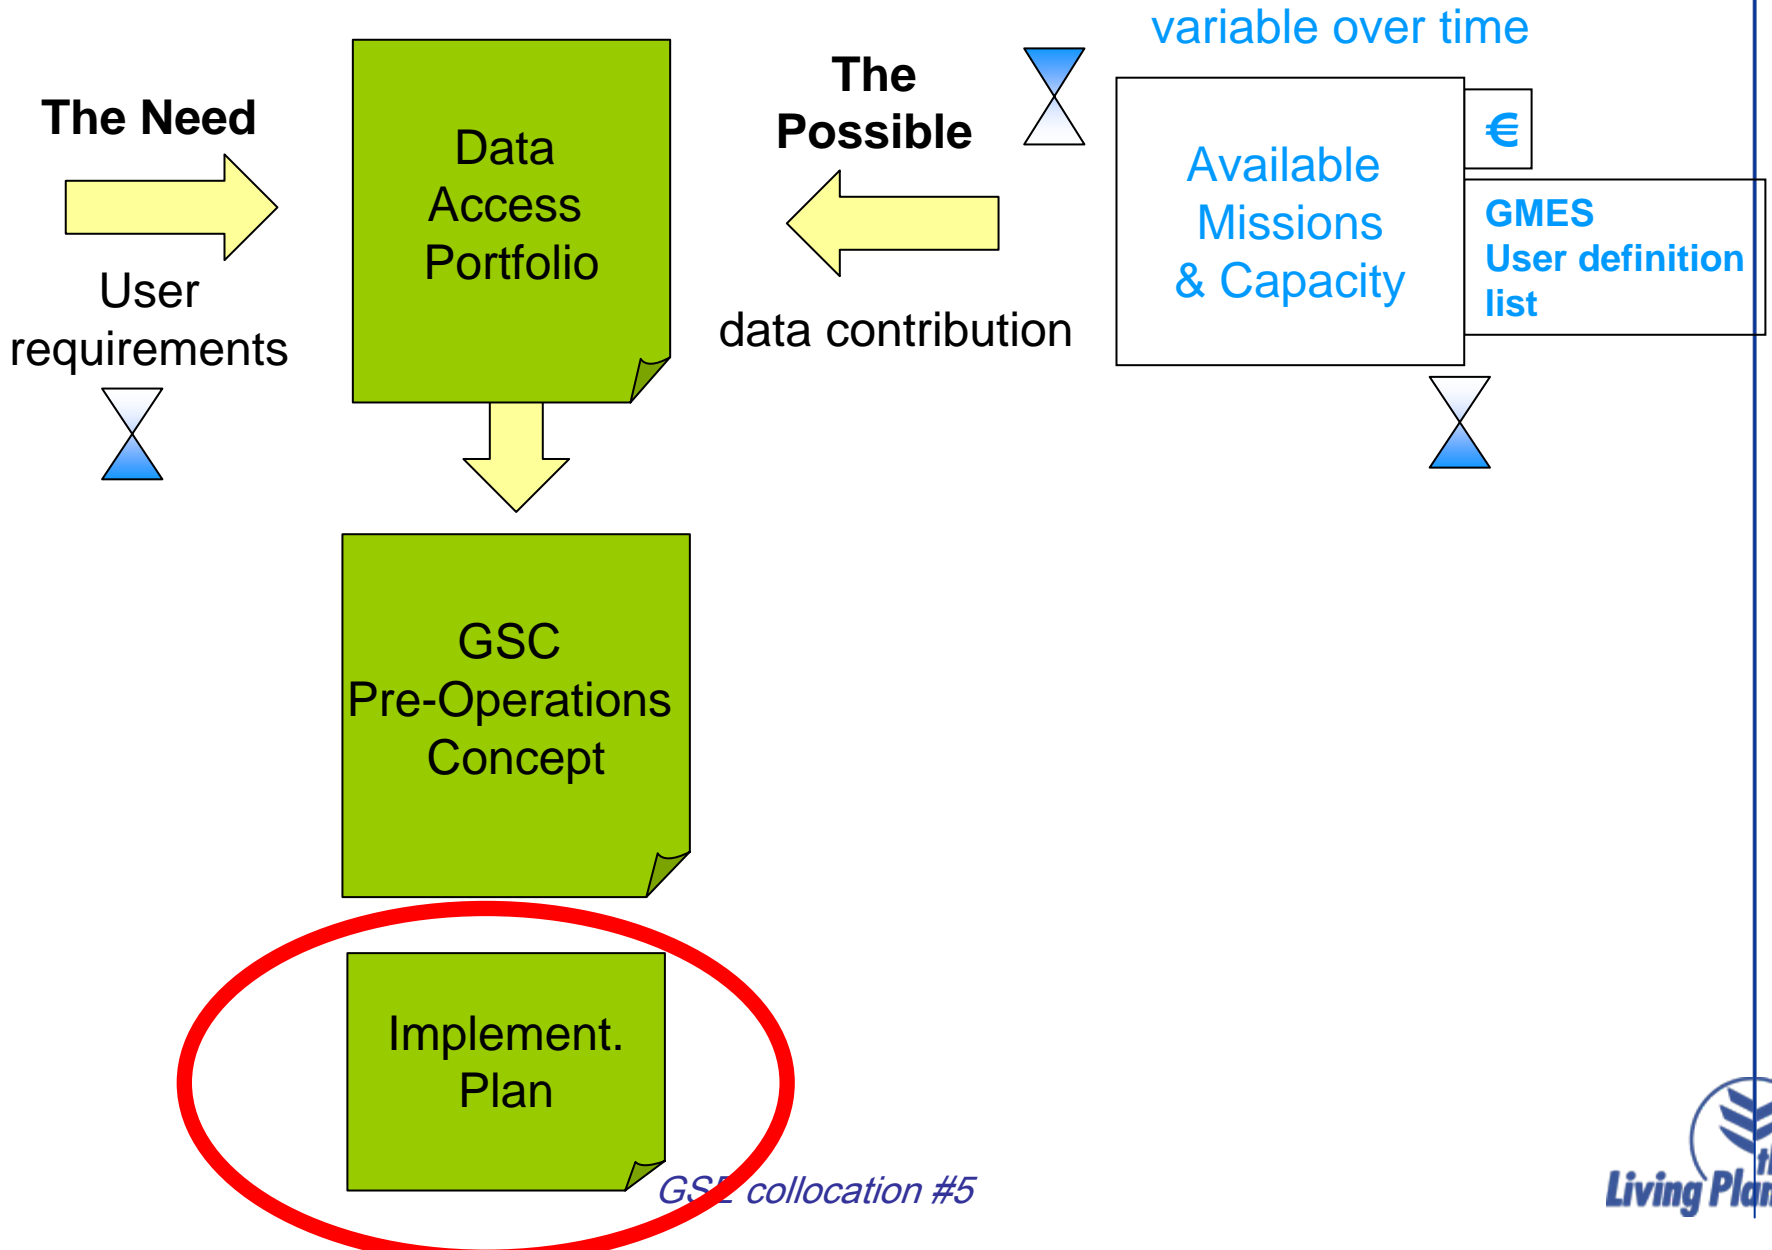 variable over time
The Need
User
requirements
Data
Access
Portfolio
The
Possible
data contribution
Available
Missions
& Capacity
€
GMES
User definition
list
GSC
Pre-Operations
Concept
Implement.
Plan
GSE collocation #5
Living